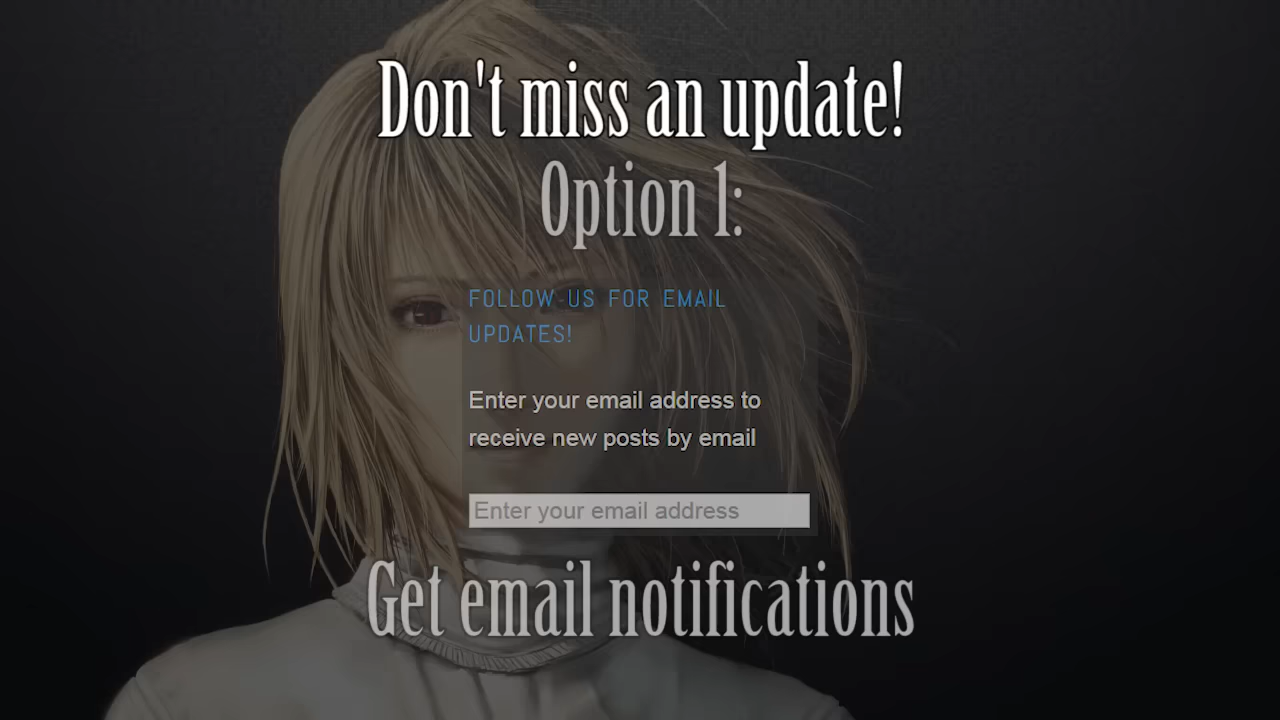 Don't miss an update!
Option 1:
FOLLOW US FOR EMAIL
UPDATES!
Enter your email address to
receive new posts by email
Enter your email address
Get email notifications